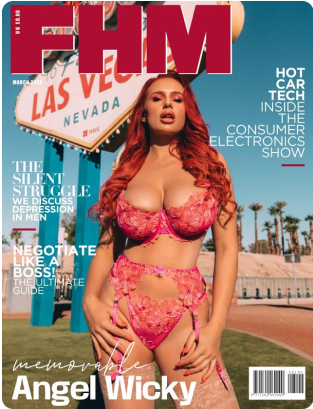 UK £8.00
FHM
MARCH 2023
LAS VEGAS
NEVADA
HOT
CAR
TECH
INSIDE
THE
CONSUMER
ELECTRONICS
SHOW
THE
SILENT
STRUGGLE
WE DISCUSS
DEPRESSION
IN MEN
NEGOTIATE
LIKE A
BOSS!
THE ULTIMATE
GUIDE
memorable
Angel Wicky